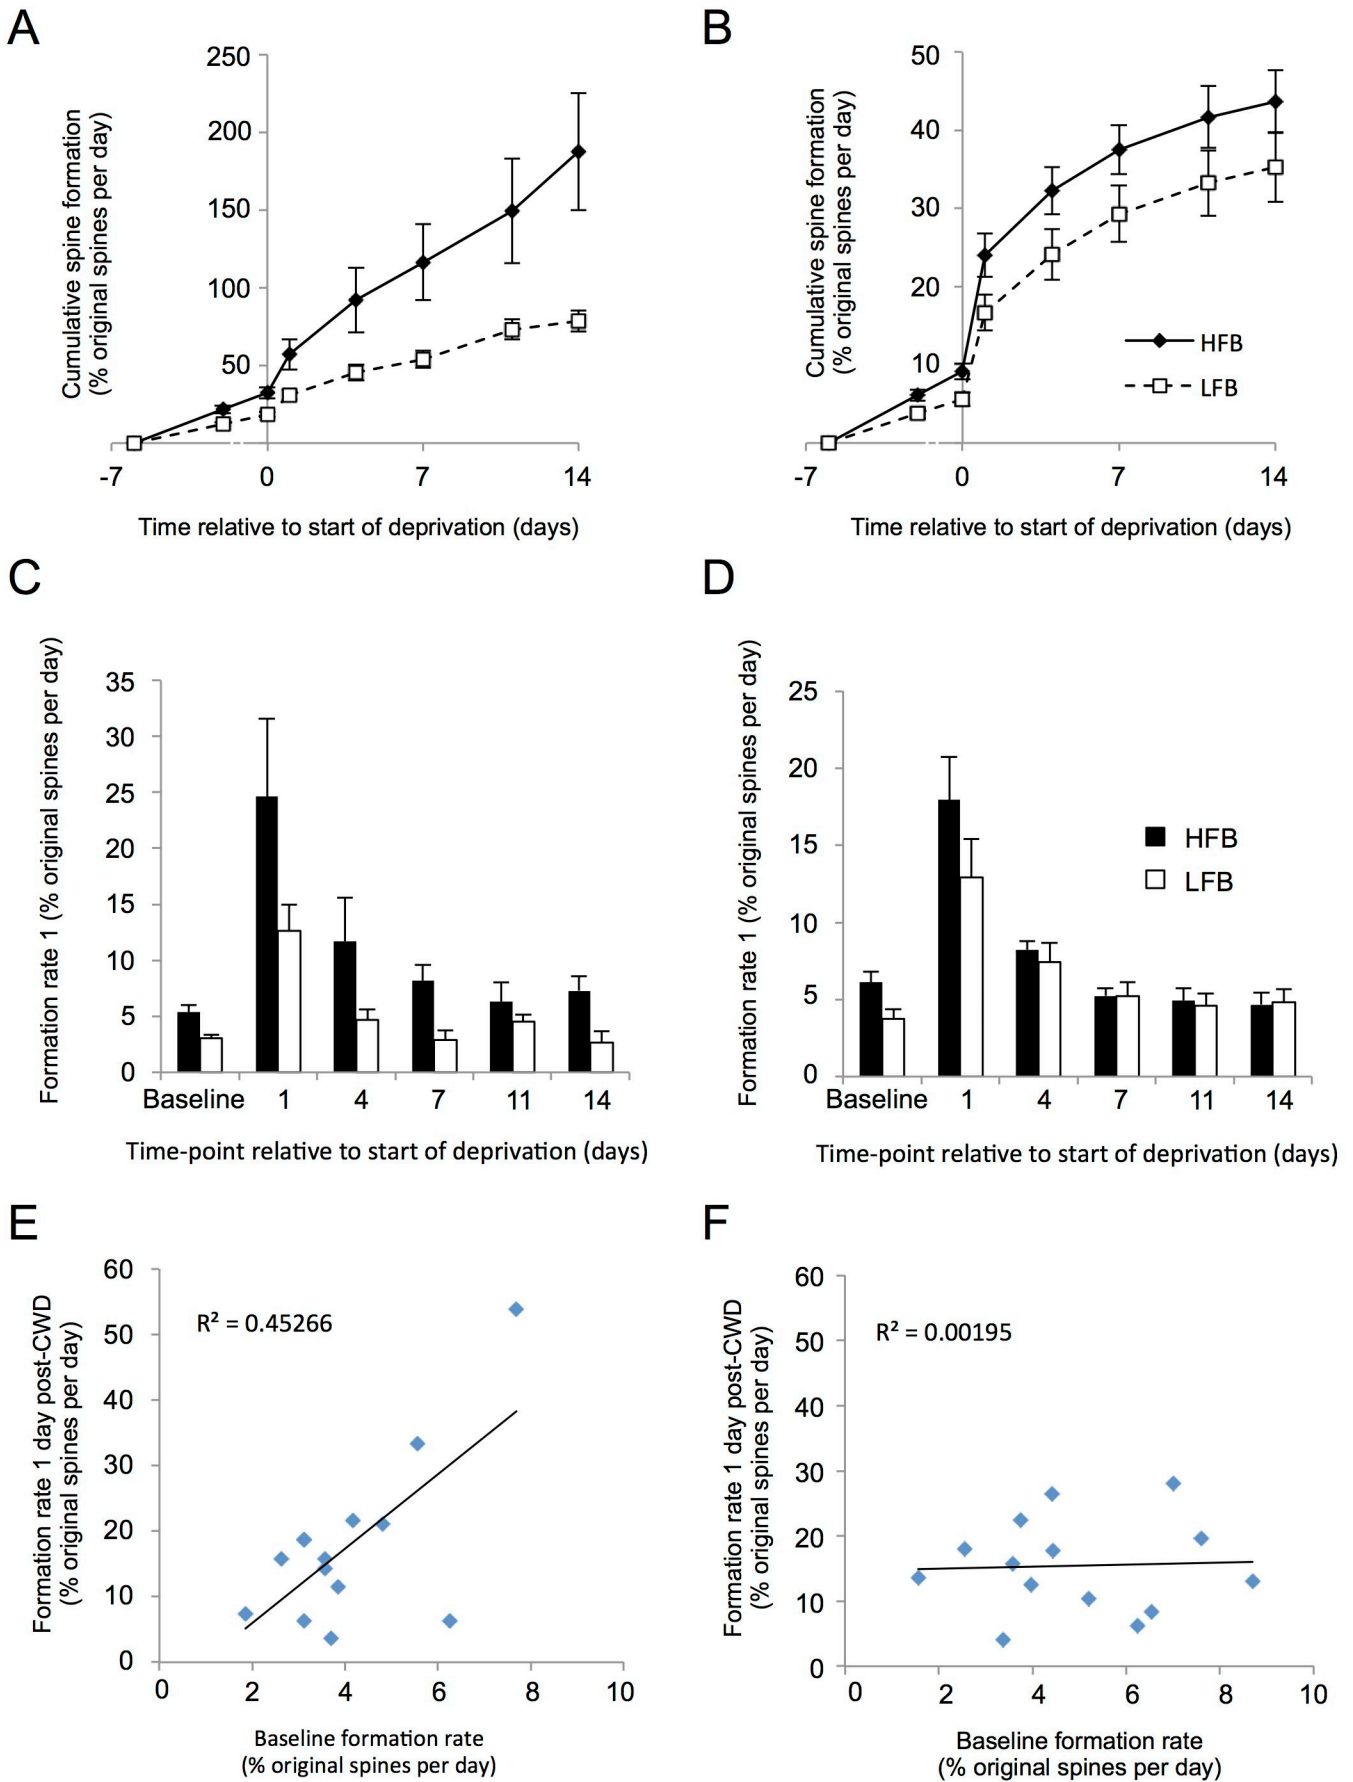 A
Cumulative spine formation
(% original spines per day)
250
200
150
100
50
-7 0 7 14
Time relative to start of deprivation (days)
B
Cumulative spine formation
(% original spines per day)
50
40
30
20
10
HFB
LFB
-7 0 7 14
Time relative to start of deprivation (days)
C
Formation rate 1 (% original spines per day)
35
30
25
20
15
10
5
0
Baseline 1 4 7 11 14
Time-point relative to start of deprivation (days)
D
Formation rate 1 (% original spines per day)
25
20
15
10
5
0
HFB
LFB
Baseline 1 4 7 11 14
Time-point relative to start of deprivation (days)
E
Formation rate 1 day post-CWD
(% original spines per day)
60
50
40
30
20
10
0
R² = 0.45266
0 2 4 6 8 10
Baseline formation rate
(% original spines per day)
F
Formation rate 1 day post-CWD
(% original spines per day)
60
50
40
30
20
10
0
R² = 0.00195
0 2 4 6 8 10
Baseline formation rate
(% original spines per day)